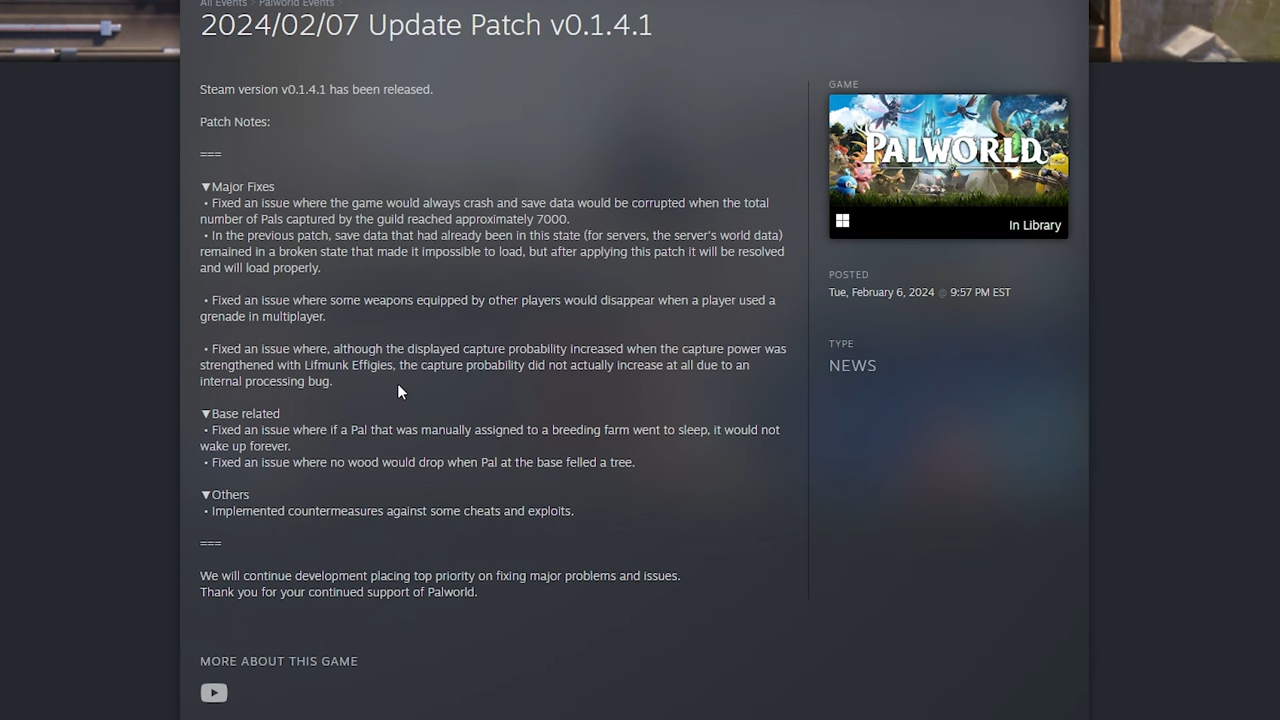 All Events > Palworld Events >
2024/02/07 Update Patch v0.1.4.1
Steam version v0.1.4.1 has been released.
Patch Notes:
===
▼Major Fixes
・Fixed an issue where the game would always crash and save data would be corrupted when the total
number of Pals captured by the guild reached approximately 7000.
・In the previous patch, save data that had already been in this state (for servers, the server's world data)
remained in a broken state that made it impossible to load, but after applying this patch it will be resolved
and will load properly.
・Fixed an issue where some weapons equipped by other players would disappear when a player used a
grenade in multiplayer.
・Fixed an issue where, although the displayed capture probability increased when the capture power was
strengthened with Lifmunk Effigies, the capture probability did not actually increase at all due to an
internal processing bug.
▼Base related
・Fixed an issue where if a Pal that was manually assigned to a breeding farm went to sleep, it would not
wake up forever.
・Fixed an issue where no wood would drop when Pal at the base felled a tree.
▼Others
・Implemented countermeasures against some cheats and exploits.
===
We will continue development placing top priority on fixing major problems and issues.
Thank you for your continued support of Palworld.
MORE ABOUT THIS GAME
GAME
PALWORLD
In Library
POSTED
Tue, February 6, 2024 @ 9:57 PM EST
TYPE
NEWS